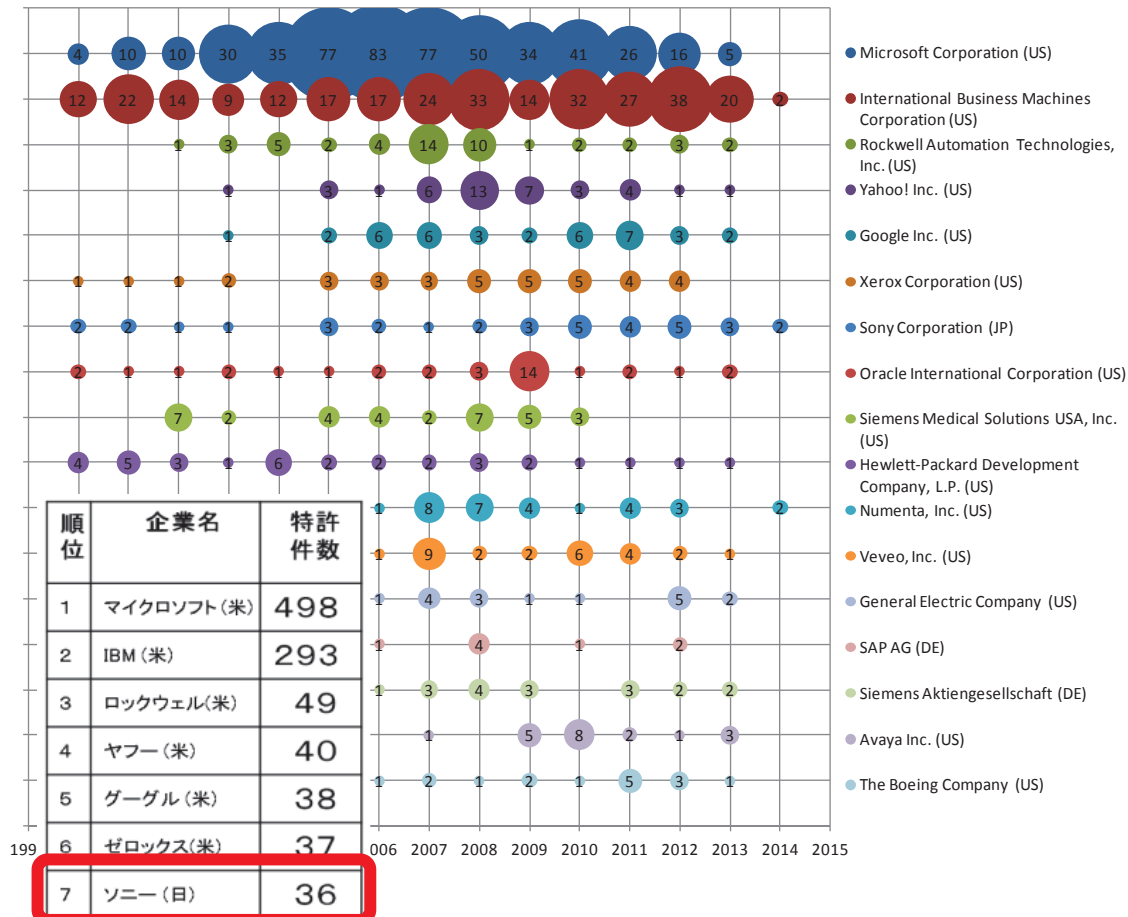 4 10 10 30 35 77 83 77 50 34 41 26 16 5
Microsoft Corporation (US)
12 22 14 9 12 17 17 24 33 14 32 27 38 20 2
International Business Machines
Corporation (US)
1 3 5 2 4 14 10 1 2 2 3 2
Rockwell Automation Technologies,
Inc. (US)
1 3 1 6 13 7 3 4 1 1
Yahoo! Inc. (US)
1 2 6 6 3 2 6 7 3 2
Google Inc. (US)
1 1 1 2 3 3 3 5 5 5 4 4
Xerox Corporation (US)
2 2 1 1 3 2 1 2 3 5 4 5 3 2
Sony Corporation (JP)
2 1 1 2 1 1 2 2 3 14 1 2 1 2
Oracle International Corporation (US)
7 2 4 4 2 7 5 3
Siemens Medical Solutions USA, Inc.
(US)
4 5 3 1 6 2 2 2 3 2 1 1 1 1
Hewlett-Packard Development
Company, L.P. (US)
1 8 7 4 1 4 3 2
Numenta, Inc. (US)
1 9 2 2 6 4 2 1
Veveo, Inc. (US)
1 4 3 1 1 5 2
General Electric Company (US)
1 4 1 2
SAP AG (DE)
1 3 4 3 3 2 2
Siemens Aktiengesellschaft (DE)
1 5 8 2 1 3
Avaya Inc. (US)
1 2 1 2 1 5 3 1
The Boeing Company (US)
199 006 2007 2008 2009 2010 2011 2012 2013 2014 2015
順位 企業名 特許件数
1 マイクロソフト(米) 498
2 IBM(米) 293
3 ロックウェル(米) 49
4 ヤフー(米) 40
5 グーグル(米) 38
6 ゼロックス(米) 37
7 ソニー(日) 36